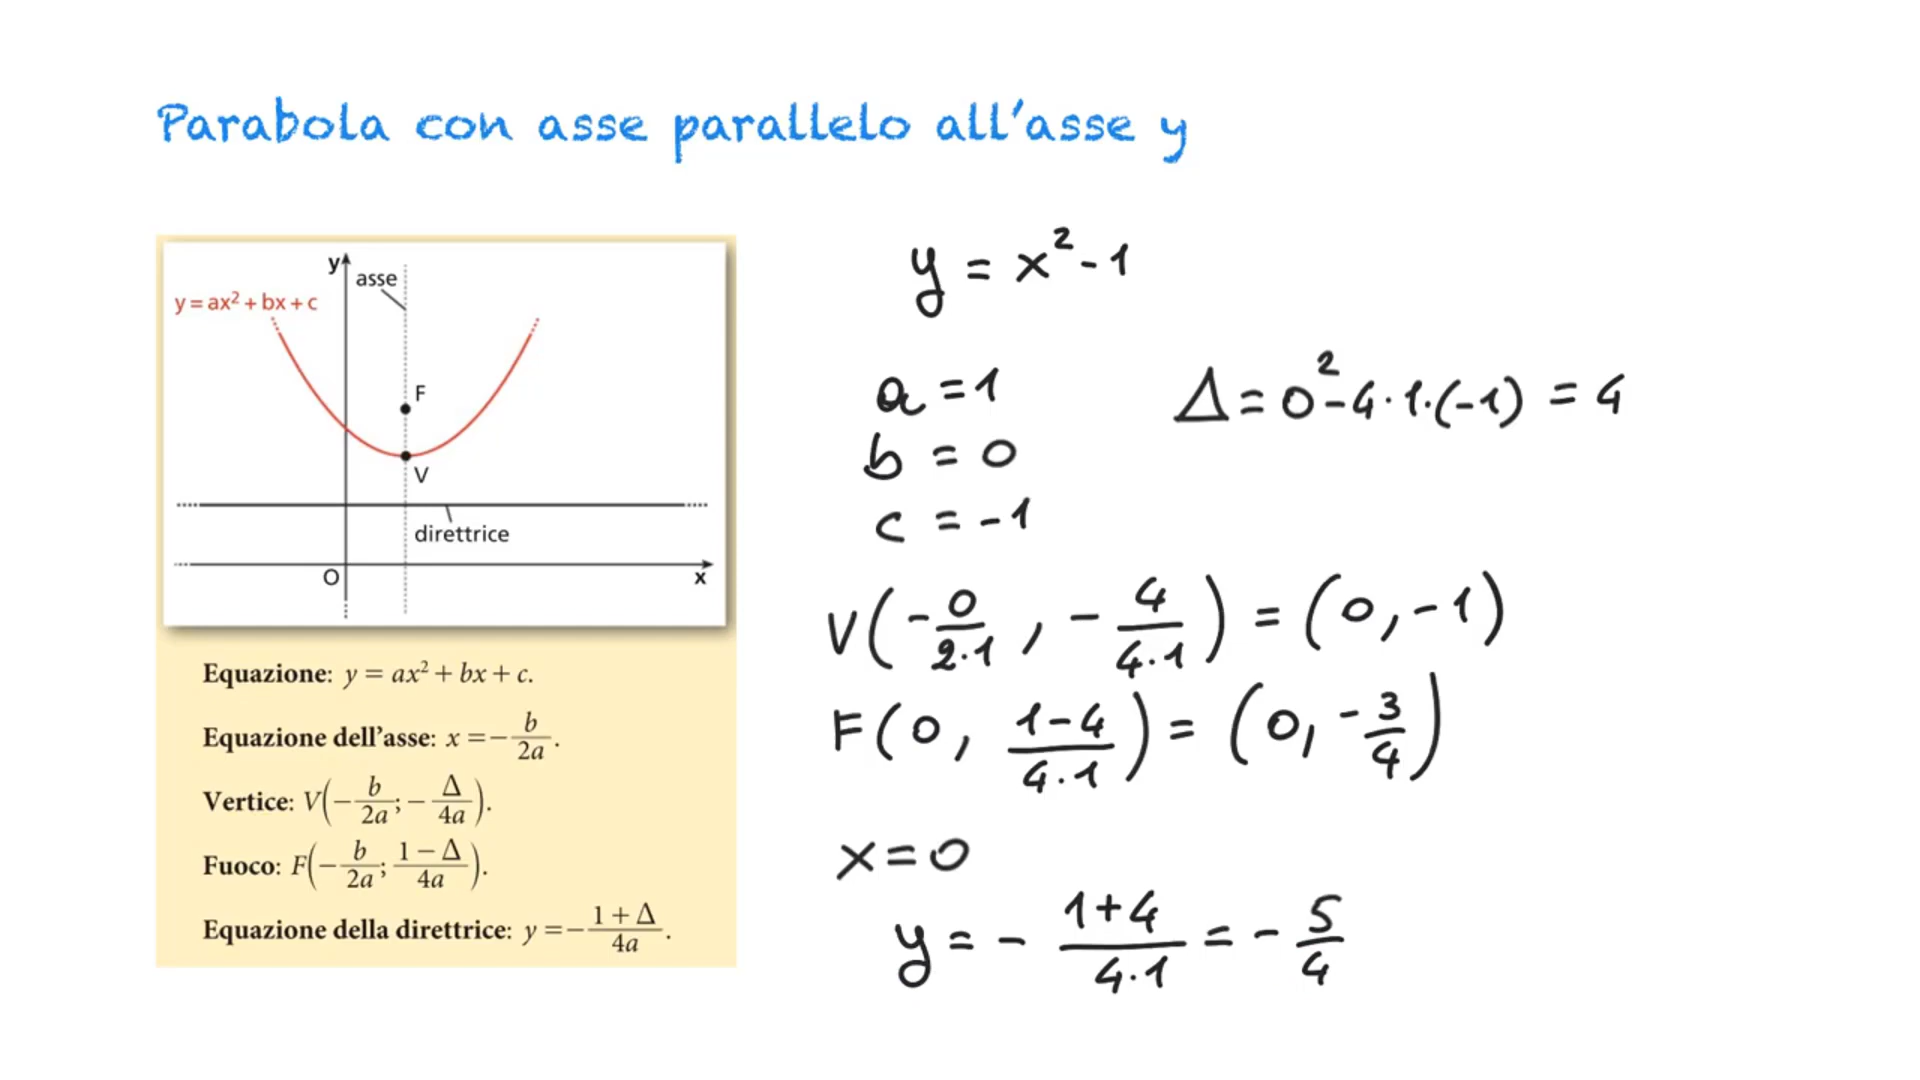 Parabola con asse parallelo all'asse y
y
asse
y = ax² + bx + c
F
V
direttrice
O
x
Equazione: y = ax² + bx + c.
Equazione dell'asse: x = -b/2a.
Vertice: V(-b/2a; -Δ/4a).
Fuoco: F(-b/2a; (1-Δ)/4a).
Equazione della direttrice: y = -(1+Δ)/4a.
y = x² - 1
a = 1
Δ = 0² - 4·1·(-1) = 4
b = 0
c = -1
V(-0/2·1, -4/4·1) = (0, -1)
F(0, (1-4)/4·1) = (0, -3/4)
x = 0
y = -(1+4)/4·1 = -5/4